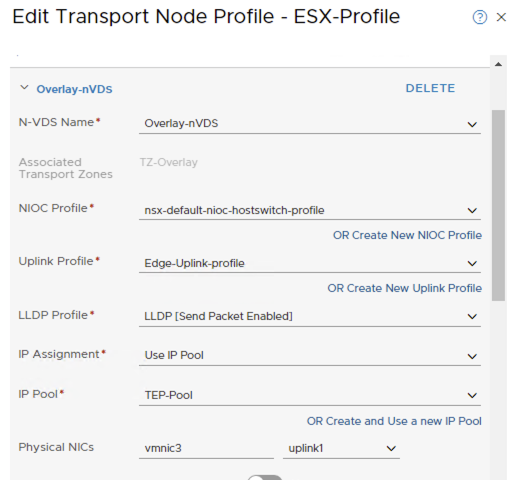 Edit Transport Node Profile - ESX-Profile
Overlay-nVDS DELETE
N-VDS Name* Overlay-nVDS
Associated Transport Zones TZ-Overlay
NIOC Profile* nsx-default-nioc-hostswitch-profile
OR Create New NIOC Profile
Uplink Profile* Edge-Uplink-profile
OR Create New Uplink Profile
LLDP Profile* LLDP [Send Packet Enabled]
IP Assignment* Use IP Pool
IP Pool* TEP-Pool
OR Create and Use a new IP Pool
Physical NICs vmnic3 uplink1